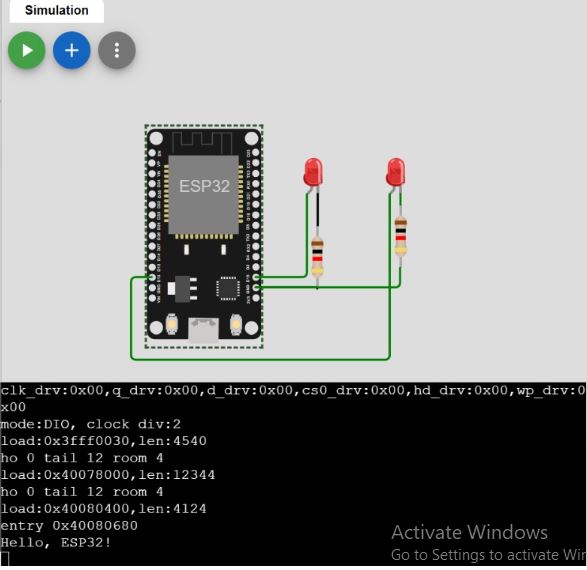 Simulation
ESP32
clk_drv:0x00,q_drv:0x00,d_drv:0x00,cs0_drv:0x00,hd_drv:0x00,wp_drv:0
x00
mode:DIO, clock div:2
load:0x3fff0030,len:4540
ho 0 tail 12 room 4
load:0x40078000,len:12344
ho 0 tail 12 room 4
load:0x40080400,len:4124
entry 0x40080680
Hello, ESP32!
Activate Windows
Go to Settings to activate Win